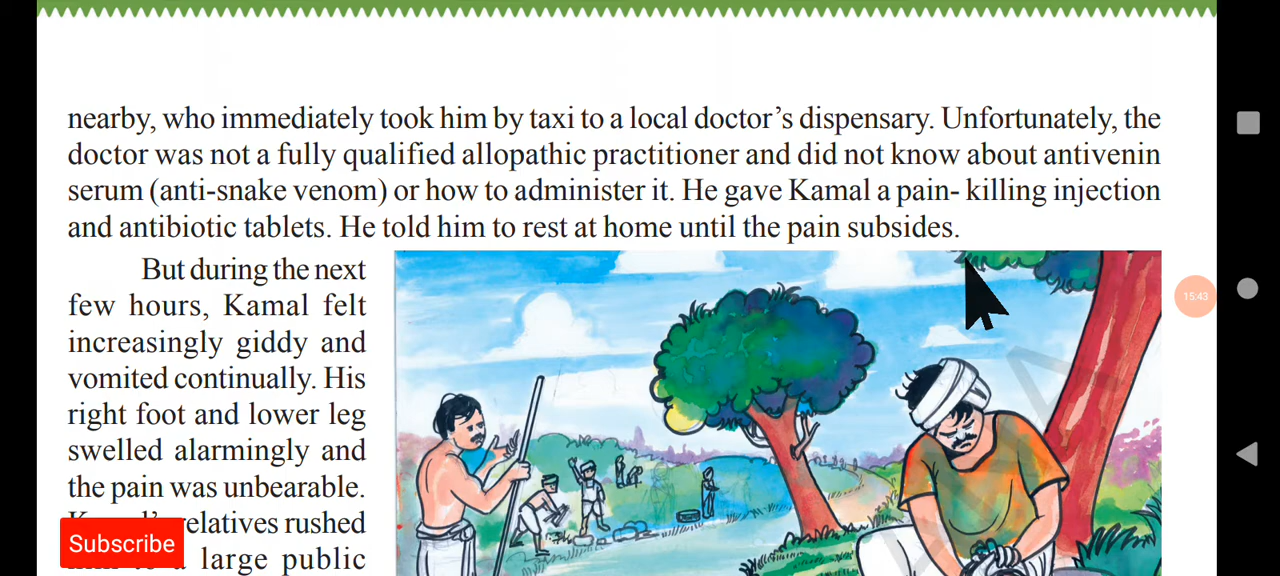 nearby, who immediately took him by taxi to a local doctor's dispensary. Unfortunately, the
doctor was not a fully qualified allopathic practitioner and did not know about antivenin
serum (anti-snake venom) or how to administer it. He gave Kamal a pain- killing injection
and antibiotic tablets. He told him to rest at home until the pain subsides.
But during the next
few hours, Kamal felt
increasingly giddy and
vomited continually. His
right foot and lower leg
swelled alarmingly and
the pain was unbearable.
relatives rushed
large public
Subscribe
15:43